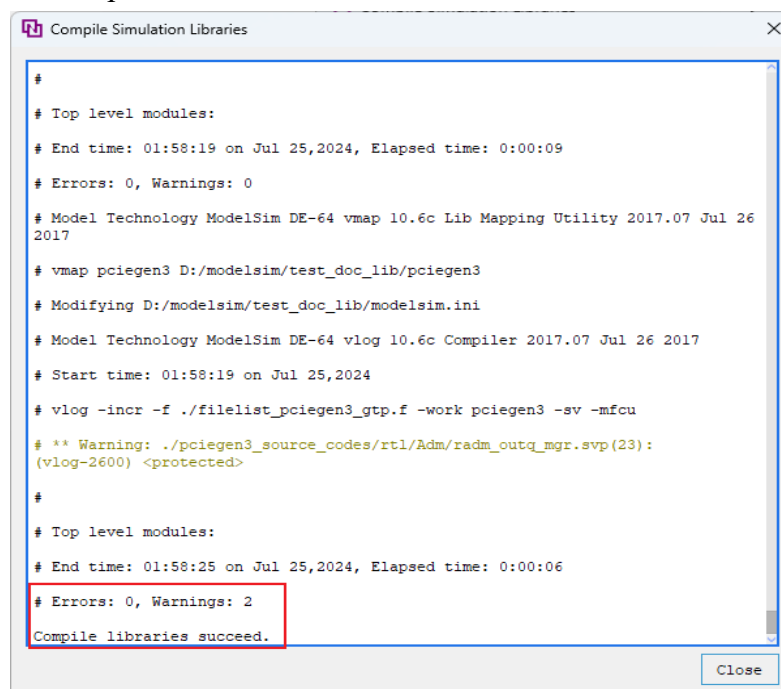 Compile Simulation Libraries
#
# Top level modules:
# End time: 01:58:19 on Jul 25,2024, Elapsed time: 0:00:09
# Errors: 0, Warnings: 0
# Model Technology ModelSim DE-64 vmap 10.6c Lib Mapping Utility 2017.07 Jul 26
2017
# vmap pciegen3 D:/modelsim/test_doc_lib/pciegen3
# Modifying D:/modelsim/test_doc_lib/modelsim.ini
# Model Technology ModelSim DE-64 vlog 10.6c Compiler 2017.07 Jul 26 2017
# Start time: 01:58:19 on Jul 25,2024
# vlog -incr -f ./filelist_pciegen3_gtp.f -work pciegen3 -sv -mfcu
# ** Warning: ./pciegen3_source_codes/rtl/Adm/radm_outq_mgr.svp(23):
(vlog-2600) <protected>
#
# Top level modules:
# End time: 01:58:25 on Jul 25,2024, Elapsed time: 0:00:06
# Errors: 0, Warnings: 2
Compile libraries succeed.
Close